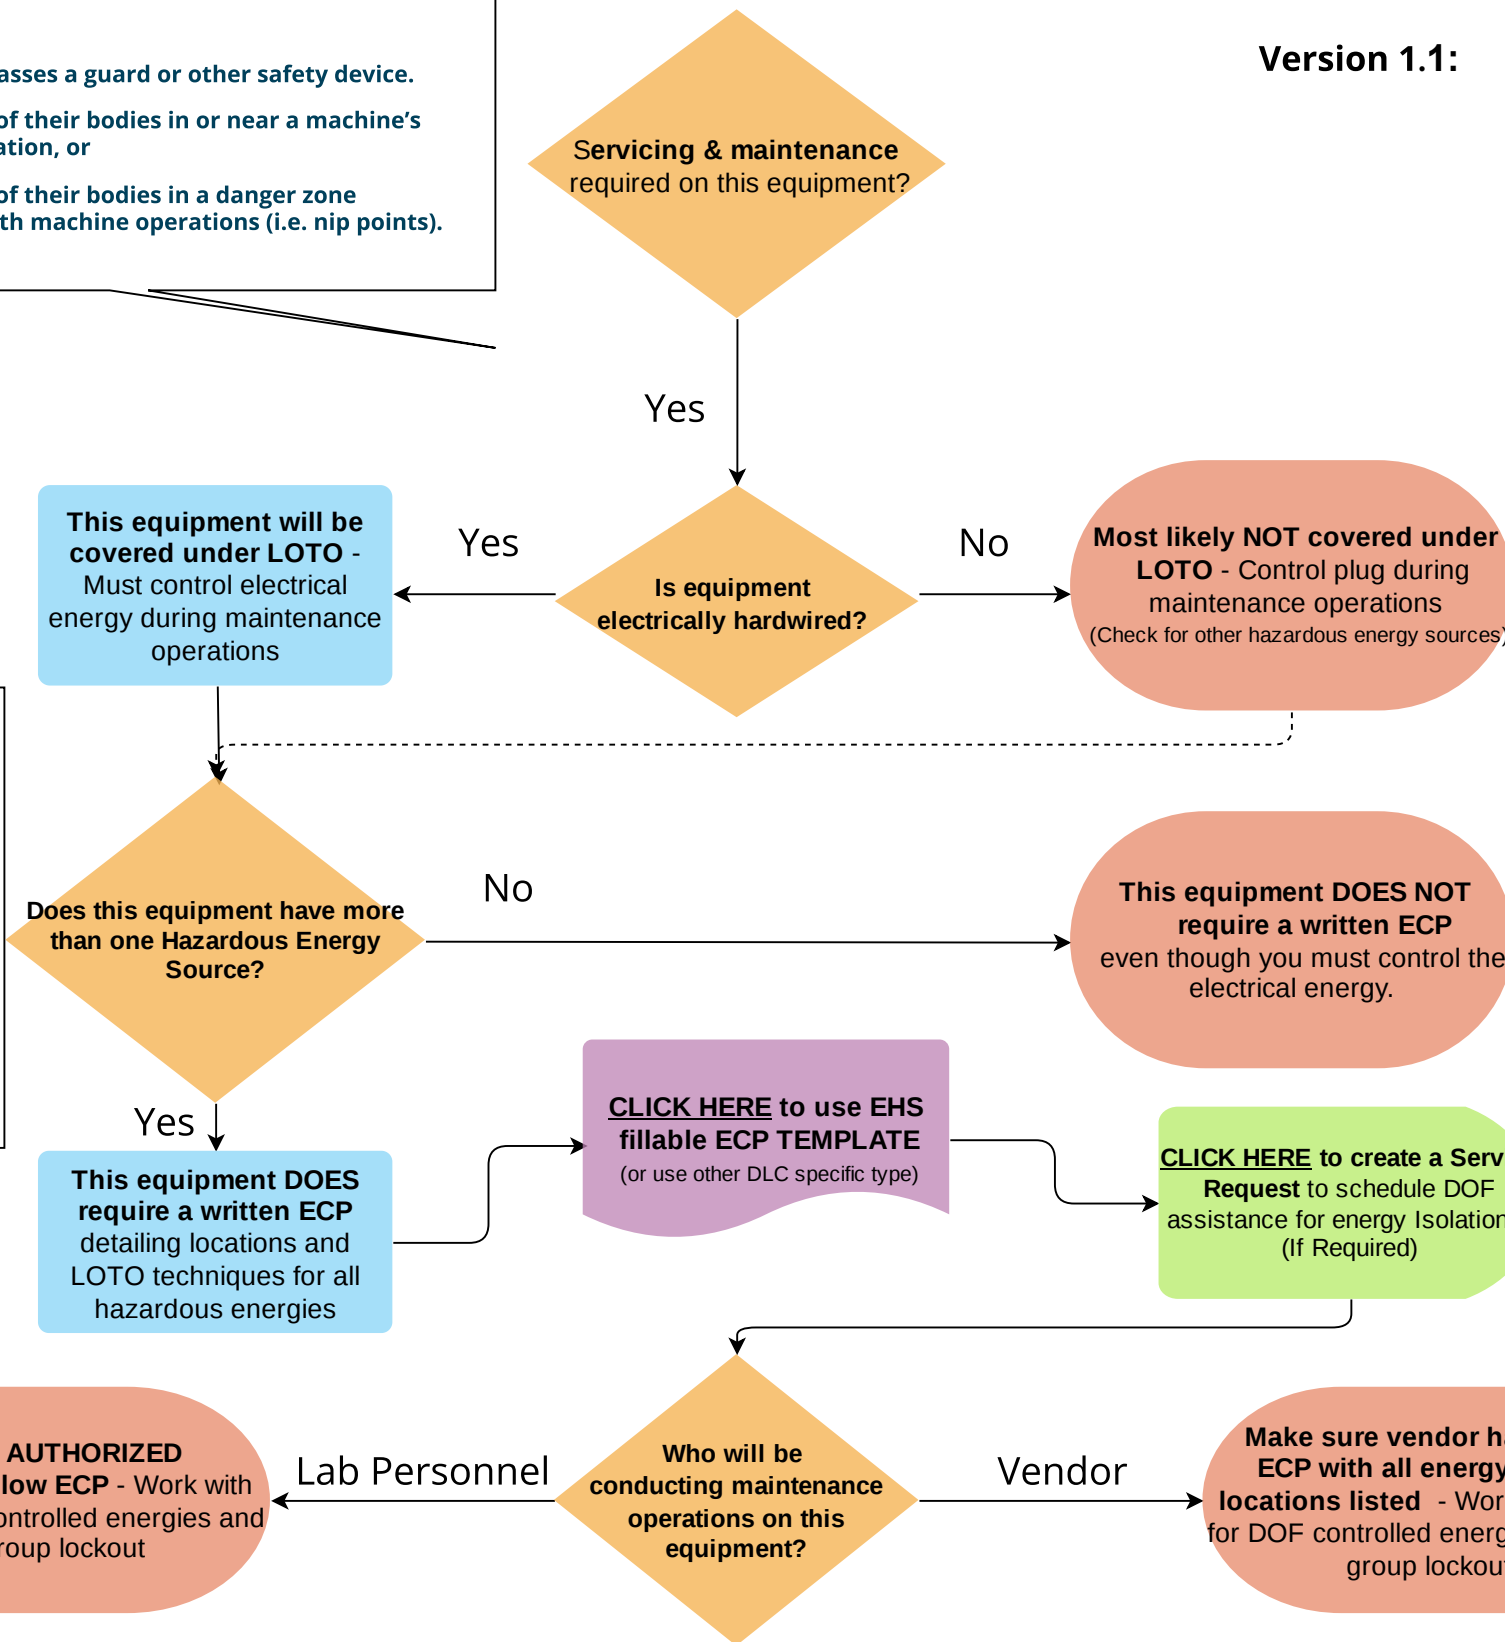 asses a guard or other safety device.
of their bodies in or near a machine's
ation, or
of their bodies in a danger zone
th machine operations (i.e. nip points).
Version 1.1:
Servicing & maintenance
required on this equipment?
Yes
This equipment will be
covered under LOTO -
Must control electrical
energy during maintenance
operations
Yes
Is equipment
electrically hardwired?
No
Most likely NOT covered under
LOTO - Control plug during
maintenance operations
(Check for other hazardous energy sources)
Does this equipment have more
than one Hazardous Energy
Source?
No
This equipment DOES NOT
require a written ECP
even though you must control the
electrical energy.
Yes
This equipment DOES
require a written ECP
detailing locations and
LOTO techniques for all
hazardous energies
CLICK HERE to use EHS
fillable ECP TEMPLATE
(or use other DLC specific type)
CLICK HERE to create a Serv
Request to schedule DOF
assistance for energy Isolation
(If Required)
AUTHORIZED
low ECP - Work with
ontrolled energies and
roup lockout
Lab Personnel
Who will be
conducting maintenance
operations on this
equipment?
Vendor
Make sure vendor ha
ECP with all energy
locations listed - Wor
for DOF controlled energ
group lockou